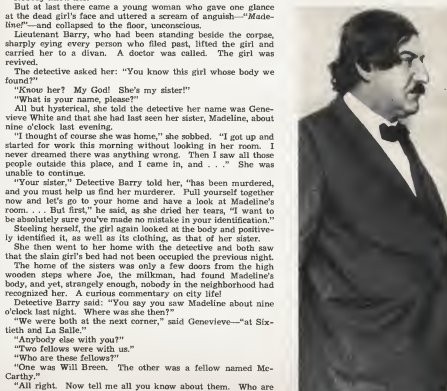 But at last there came a young woman who gave one glance
at the dead girl's face and uttered a scream of anguish—"Made-
line!"—and collapsed to the floor, unconscious.
Lieutenant Barry, who had been standing beside the corpse,
sharply eying every person who filed past, lifted the girl and
carried her to a divan. A doctor was called. The girl was
revived.
The detective asked her: "You know this girl whose body we
found?"
"Know her? My God! She's my sister!"
"What is your name, please?"
All but hysterical, she told the detective her name was Gene-
vieve White and that she had last seen her sister, Madeline, about
nine o'clock last evening.
"I thought of course she was home," she sobbed. "I got up and
started for work this morning without looking in her room. I
never dreamed there was anything wrong. Then I saw all those
people outside this place, and I came in, and . . ." She was
unable to continue.
"Your sister," Detective Barry told her, "has been murdered,
and you must help us find her murderer. Pull yourself together
now and let's go to your home and have a look at Madeline's
room. . . . But first," he said, as she dried her tears, "I want to
be absolutely sure you've made no mistake in your identification."
Steeling herself, the girl again looked at the body and positive-
ly identified it, as well as its clothing, as that of her sister.
She then went to her home with the detective and both saw
that the slain girl's bed had not been occupied the previous night.
The home of the sisters was only a few doors from the high
wooden steps where Joe, the milkman, had found Madeline's
body, and yet, strangely enough, nobody in the neighborhood had
recognized her. A curious commentary on city life!
Detective Barry said: "You say you saw Madeline about nine
o'clock last night. Where was she then?"
"We were both at the next corner," said Genevieve—"at Six-
tieth and La Salle."
"Anybody else with you?"
"Two fellows were with us."
"Who are these fellows?"
"One was Will Breen. The other was a fellow named Mc-
Carthy."
"All right. Now tell me all you know about them. Who are